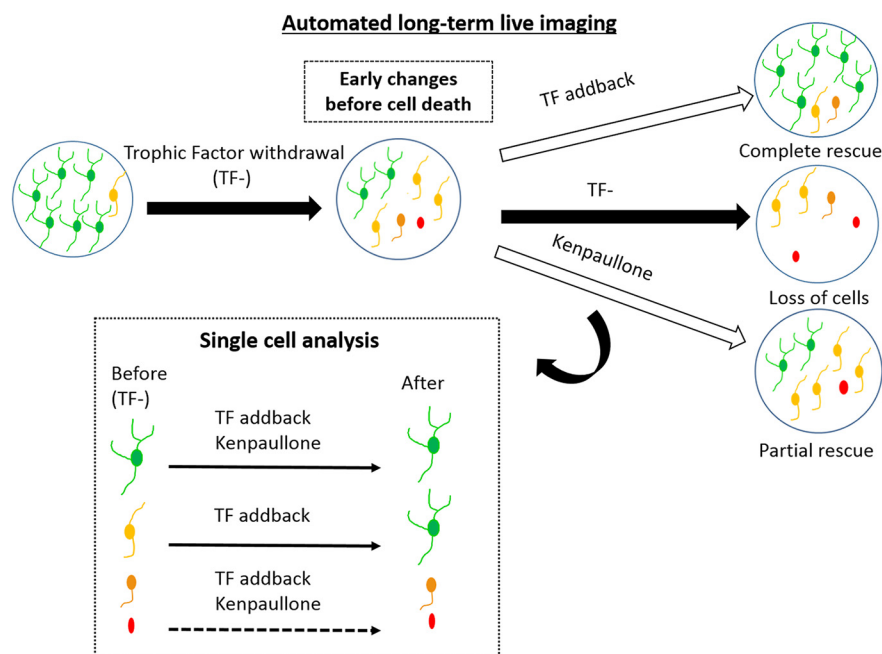 Automated long-term live imaging
Early changes
before cell death
TF addback
Complete rescue
Trophic Factor withdrawal
(TF-)
TF-
Loss of cells
Kenpaullone
Partial rescue
Single cell analysis
Before
(TF-)
After
TF addback
Kenpaullone
TF addback
TF addback
Kenpaullone